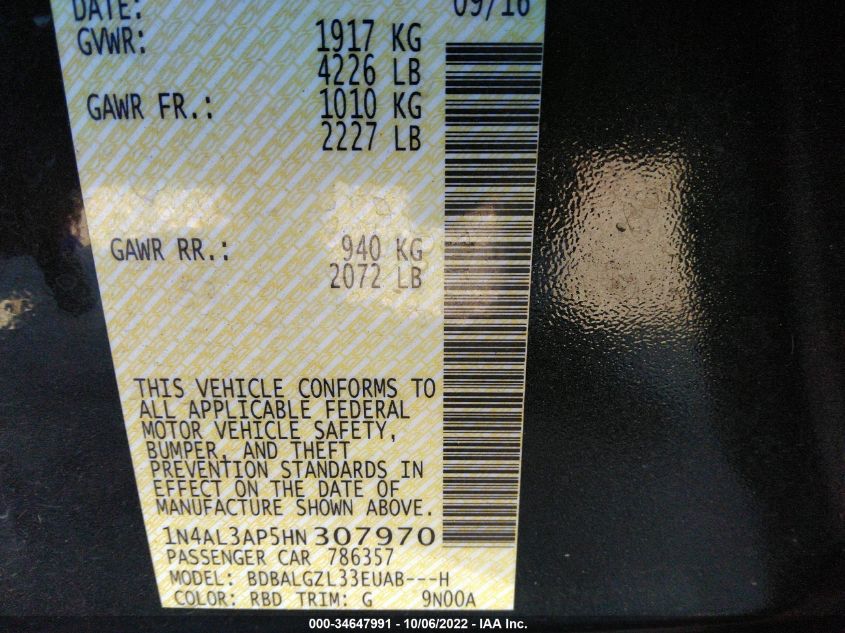 DATE: 09/16
GVWR: 1917 KG
4226 LB
GAWR FR.: 1010 KG
2227 LB
GAWR RR.: 940 KG
2072 LB
THIS VEHICLE CONFORMS TO
ALL APPLICABLE FEDERAL
MOTOR VEHICLE SAFETY,
BUMPER, AND THEFT
PREVENTION STANDARDS IN
EFFECT ON THE DATE OF
MANUFACTURE SHOWN ABOVE.
1N4AL3AP5HN307970
PASSENGER CAR 786357
MODEL: BDBALGZL33EUAB---H
COLOR: RBD TRIM: G 9N00A
000-34647991 - 10/06/2022 - IAA Inc.